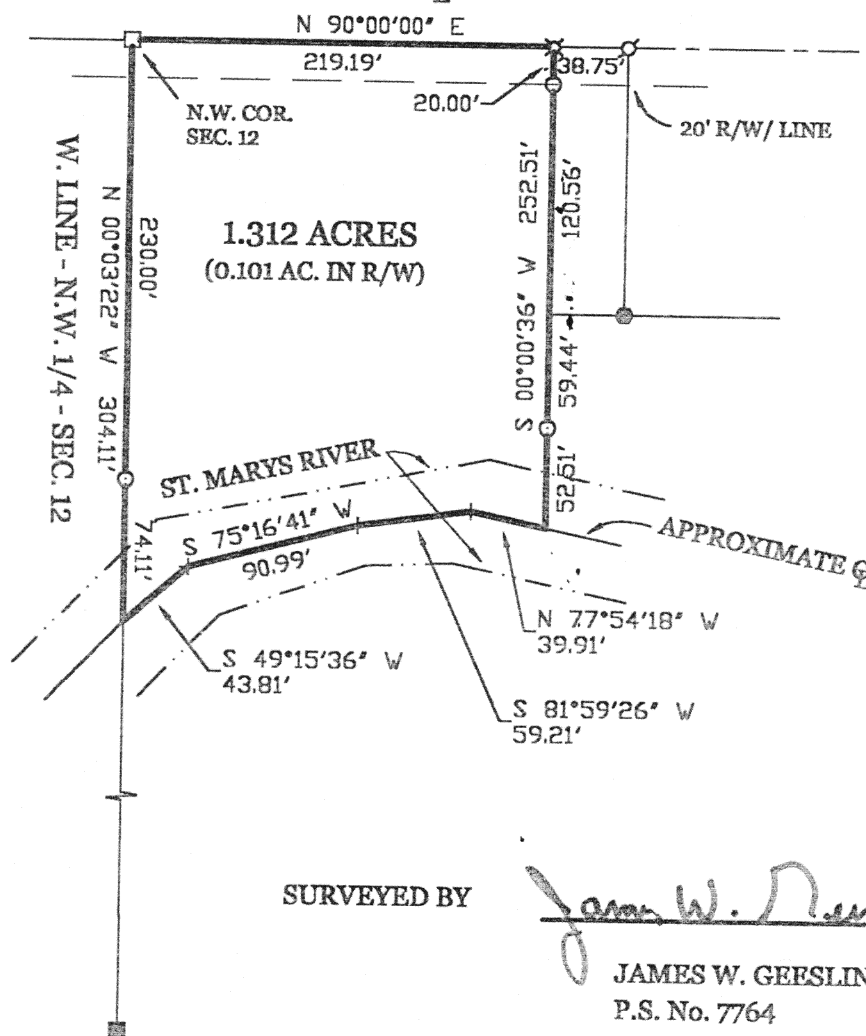 N 90°00'00" E
219.19'
38.75'
20.00'
N.W. COR.
SEC. 12
20' R/W/ LINE
W. LINE - N.W. 1/4 - SEC. 12
N 00°03'22" W 304.11'
230.00'
74.11'
1.312 ACRES
(0.101 AC. IN R/W)
S 00°00'36" W 252.51'
120.56'
59.44'
52.51'
ST. MARYS RIVER
APPROXIMATE ℄
S 75°16'41" W
90.99'
N 77°54'18" W
39.91'
S 49°15'36" W
43.81'
S 81°59'26" W
59.21'
SURVEYED BY
James W.
JAMES W. GEESLIN
P.S. No. 7764